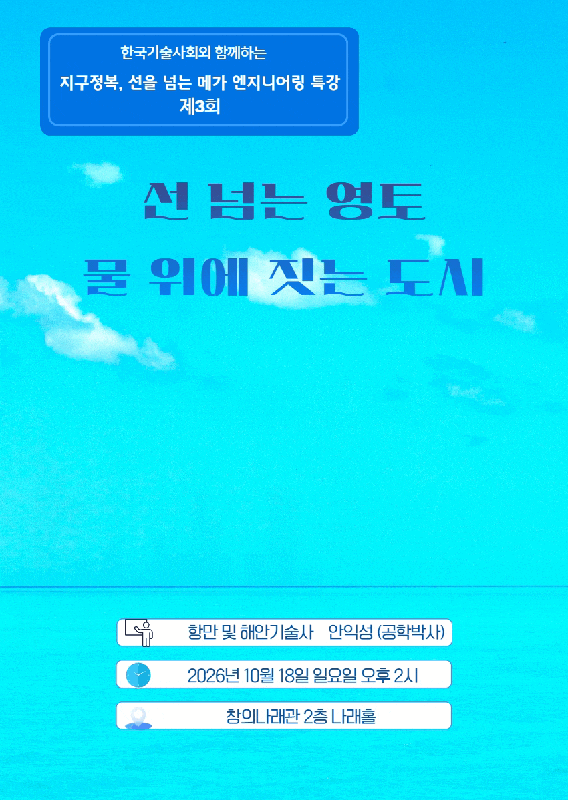 한국기술사회와 함께하는
지구정복, 선을 넘는 메가 엔지니어링 특강
제3회
선 넘는 영토
물 위에 짓는 도시
항만 및 해안기술사 안익성 (공학박사)
2026년 10월 18일 일요일 오후 2시
창의나래관 2층 나래홀